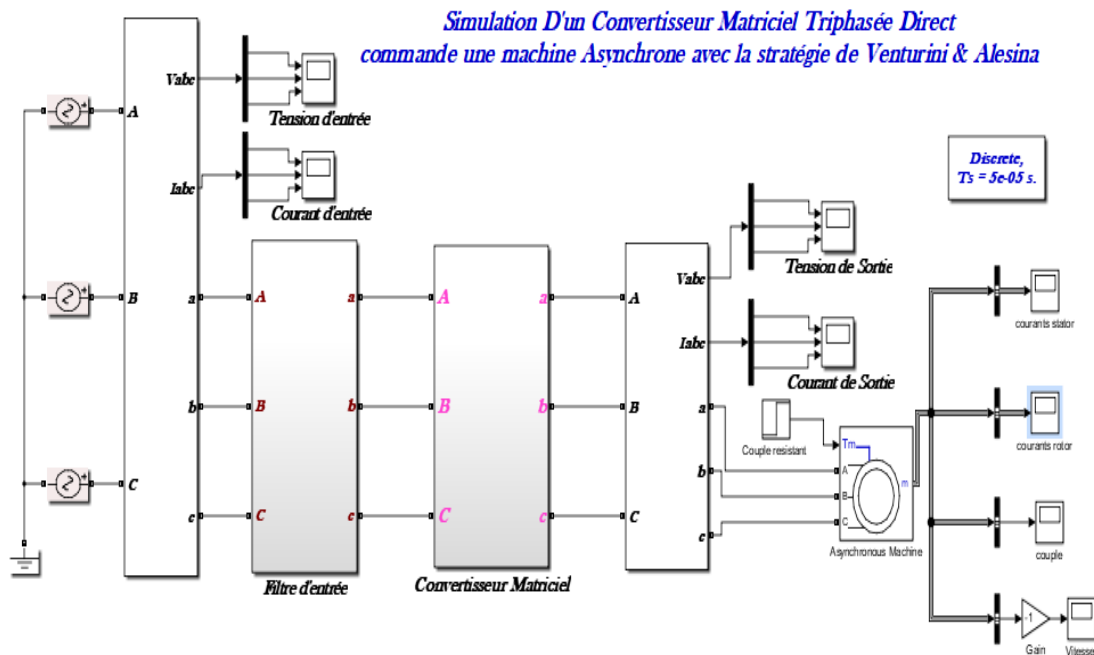 Simulation D'un Convertisseur Matriciel Triphasée Direct
commande une machine Asynchrone avec la stratégie de Venturini & Alesina
Vabc
Tension d'entrée
A
Iabc
Courant d'entrée
Discrete,
Ts = 5e-05 s.
Vabc
Tension de Sortie
B
a
A
a
A
a
A
courants stator
Iabc
Courant de Sortie
b
B
b
B
b
B
a
Couple resistant
Tm
m
A
B
C
Asynchronous Machine
courants rotor
b
C
c
C
c
C
c
C
c
couple
Filtre d'entrée
Convertisseur Matriciel
-1
Gain
Vitesse